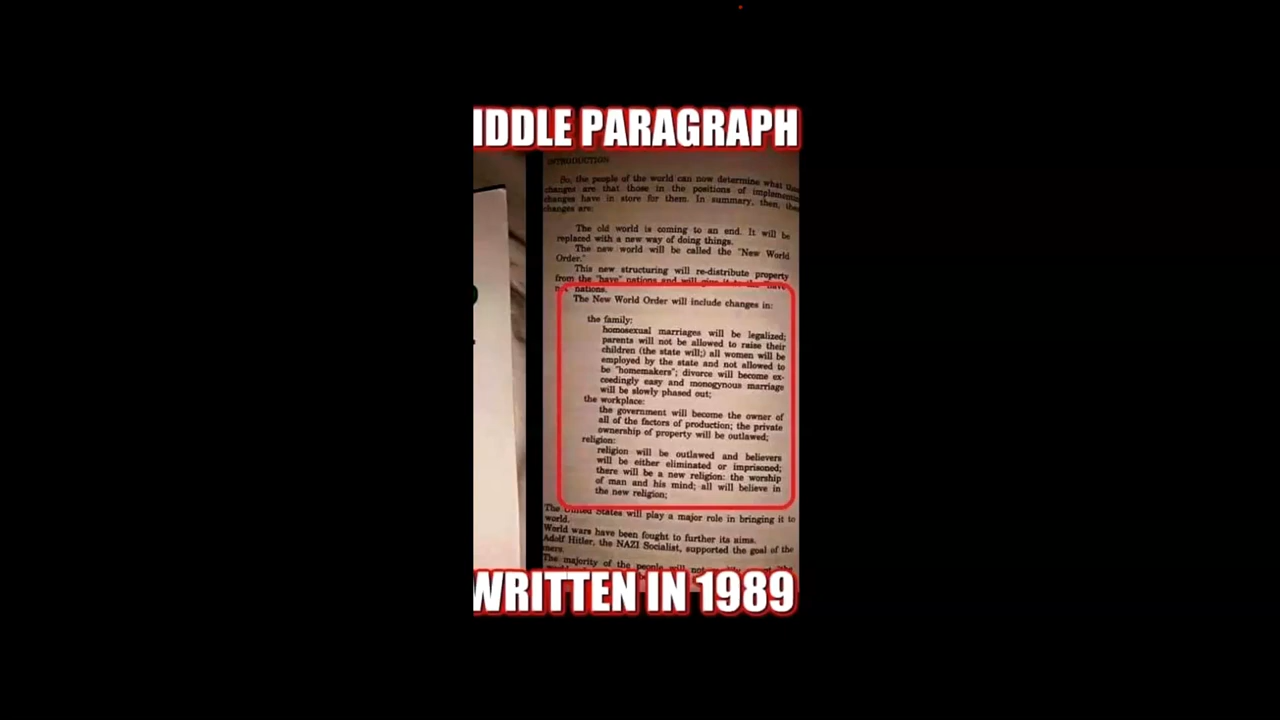 IDDLE PARAGRAPH
INTRODUCTION
So, the people of the world can now determine what
changes are that those in the positions of
changes have in store for them. In summary, then,
changes are:
The old world is coming to an end. It will be
replaced with a new way of doing things.
The new world will be called the "New World
Order."
This new structuring will re-distribute property
from the "have" nations and will give it to the "have
not" nations.
The New World Order will include changes in:
the family:
homosexual marriages will be legalized;
parents will not be allowed to raise their
children (the state will;) all women will be
employed by the state and not allowed to
be "homemakers"; divorce will become ex-
ceedingly easy and monogynous marriage
will be slowly phased out;
the workplace:
the government will become the owner of
all of the factors of production; the private
ownership of property will be outlawed;
religion:
religion will be outlawed and believers
will be either eliminated or imprisoned;
there will be a new religion: the worship
of man and his mind; all will believe in
the new religion;
The United States will play a major role in bringing it to
world.
World wars have been fought to further its aims.
Adolf Hitler, the NAZI Socialist, supported the goal of the
The majority of the people will not
WRITTEN IN 1989